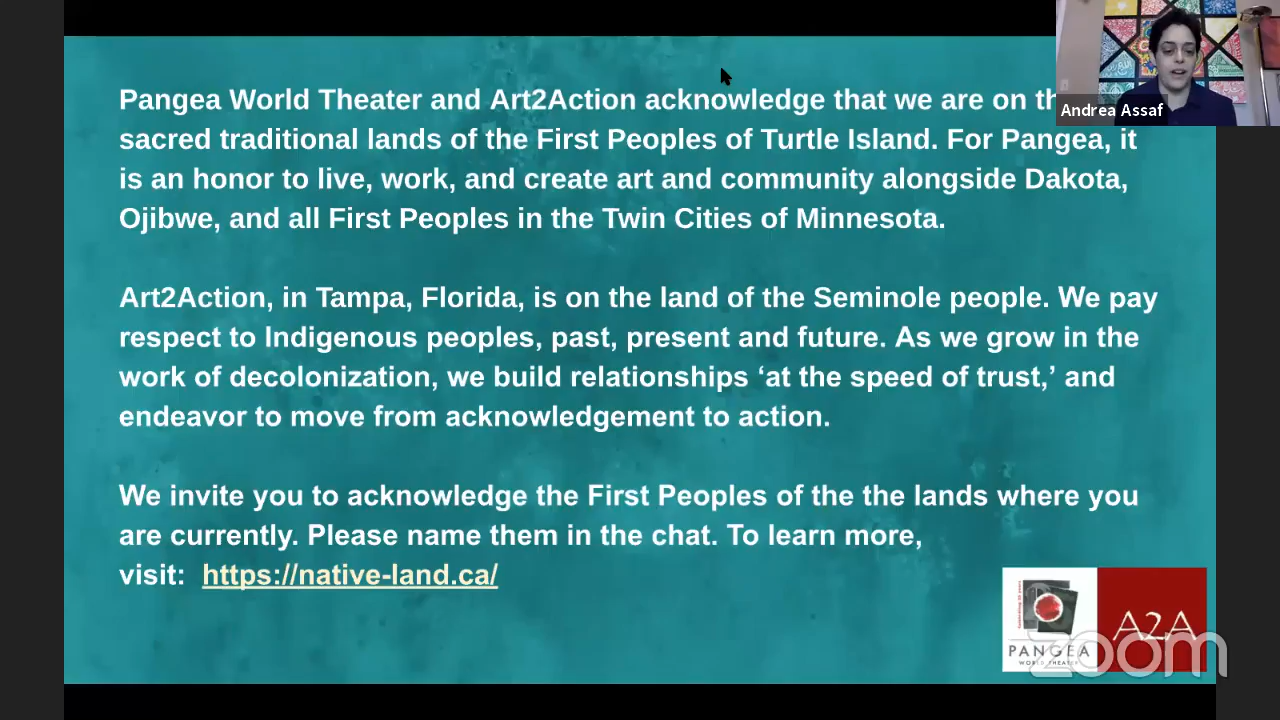 Pangea World Theater and Art2Action acknowledge that we are on th
sacred traditional lands of the First Peoples of Turtle Island. For Pangea, it
is an honor to live, work, and create art and community alongside Dakota,
Ojibwe, and all First Peoples in the Twin Cities of Minnesota.
Art2Action, in Tampa, Florida, is on the land of the Seminole people. We pay
respect to Indigenous peoples, past, present and future. As we grow in the
work of decolonization, we build relationships ‘at the speed of trust,’ and
endeavor to move from acknowledgement to action.
We invite you to acknowledge the First Peoples of the the lands where you
are currently. Please name them in the chat. To learn more,
visit: https://native-land.ca/
Andrea Assaf
PANGEA
WORLD THEATER
A2A
zoom